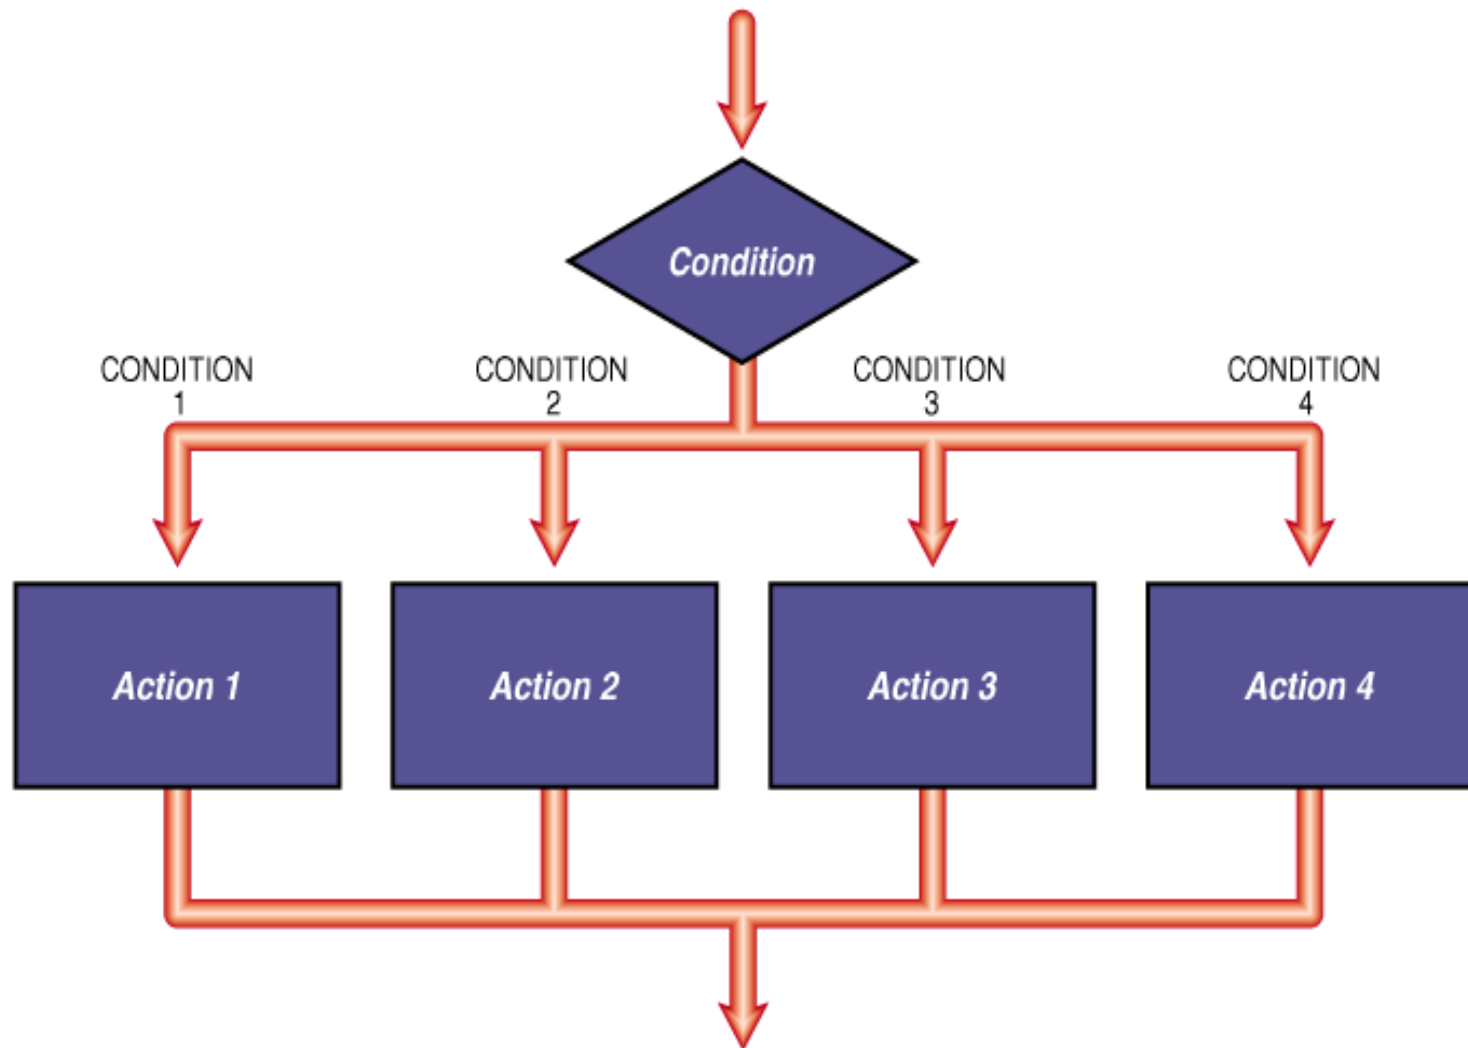 Condition
CONDITION
1
CONDITION
2
CONDITION
3
CONDITION
4
Action 1
Action 2
Action 3
Action 4